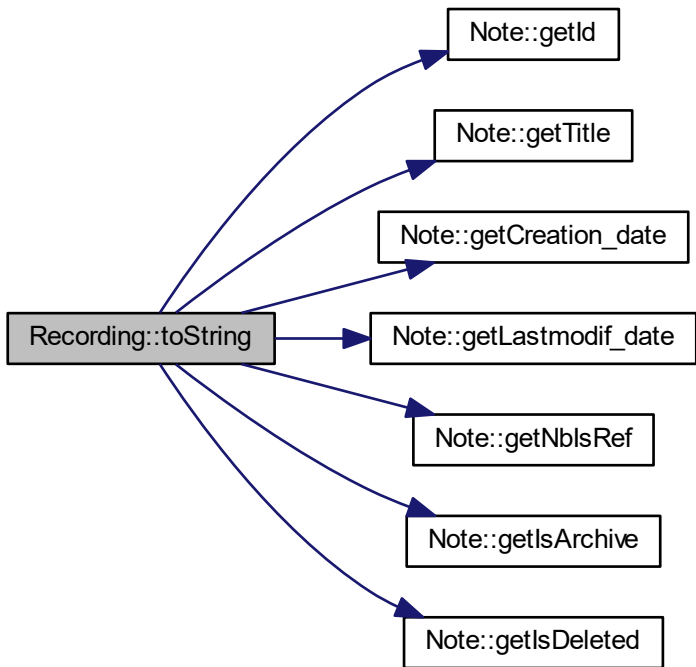 Note::getId
Note::getTitle
Note::getCreation_date
Recording::toString
Note::getLastmodif_date
Note::getNbIsRef
Note::getIsArchive
Note::getIsDeleted